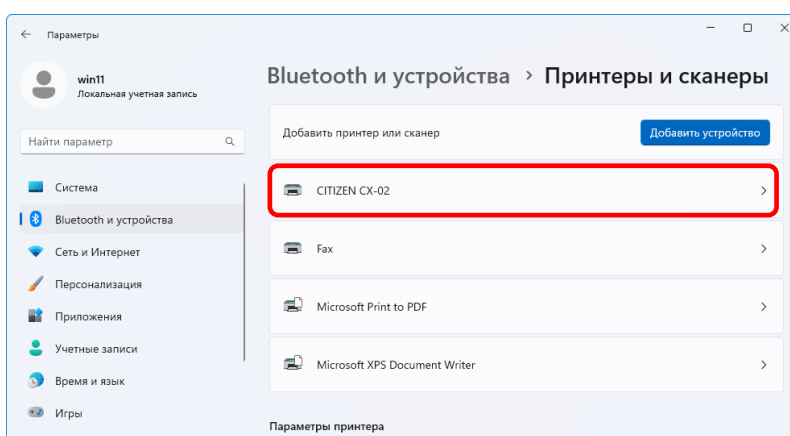 Параметры
win11
Локальная учетная запись
Найти параметр
Система
Bluetooth и устройства
Сеть и Интернет
Персонализация
Приложения
Учетные записи
Время и язык
Игры
Bluetooth и устройства > Принтеры и сканеры
Добавить принтер или сканер
Добавить устройство
CITIZEN CX-02
Fax
Microsoft Print to PDF
Microsoft XPS Document Writer
Параметры принтера